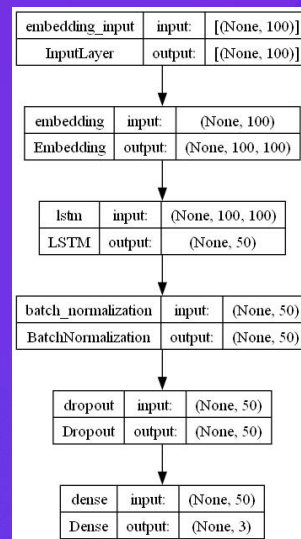 embedding_input input: [(None, 100)]
InputLayer output: [(None, 100)]
embedding input: (None, 100)
Embedding output: (None, 100, 100)
lstm input: (None, 100, 100)
LSTM output: (None, 50)
batch_normalization input: (None, 50)
BatchNormalization output: (None, 50)
dropout input: (None, 50)
Dropout output: (None, 50)
dense input: (None, 50)
Dense output: (None, 3)